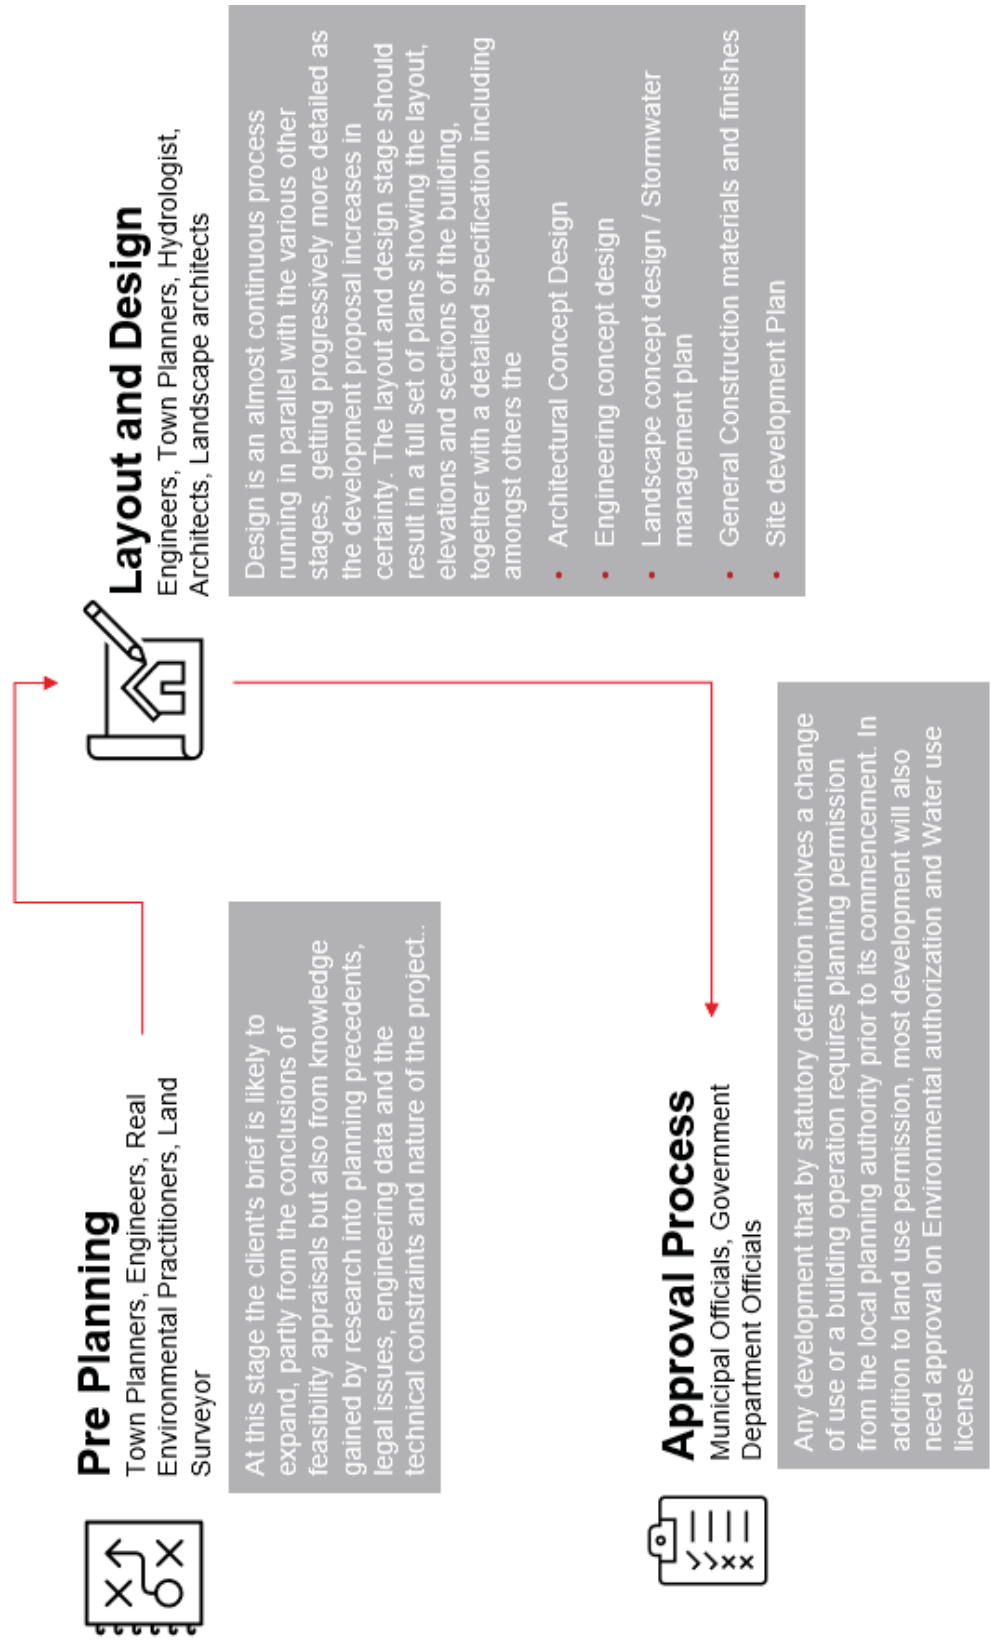 Pre Planning
Town Planners, Engineers, Real
Environmental Practitioners, Land
Surveyor
At this stage the client's brief is likely to
expand, partly from the conclusions of
feasibility appraisals but also from knowledge
gained by research into planning precedents,
legal issues, engineering data and the
technical constraints and nature of the project..
Layout and Design
Engineers, Town Planners, Hydrologist,
Architects, Landscape architects
Design is an almost continuous process
running in parallel with the various other
stages, getting progressively more detailed as
the development proposal increases in
certainty. The layout and design stage should
result in a full set of plans showing the layout,
elevations and sections of the building,
together with a detailed specification including
amongst others the
• Architectural Concept Design
• Engineering concept design
• Landscape concept design / Stormwater
management plan
• General Construction materials and finishes
• Site development Plan
Approval Process
Municipal Officials, Government
Department Officials
Any development that by statutory definition involves a change
of use or a building operation requires planning permission
from the local planning authority prior to its commencement. In
addition to land use permission, most development will also
need approval on Environmental authorization and Water use
license